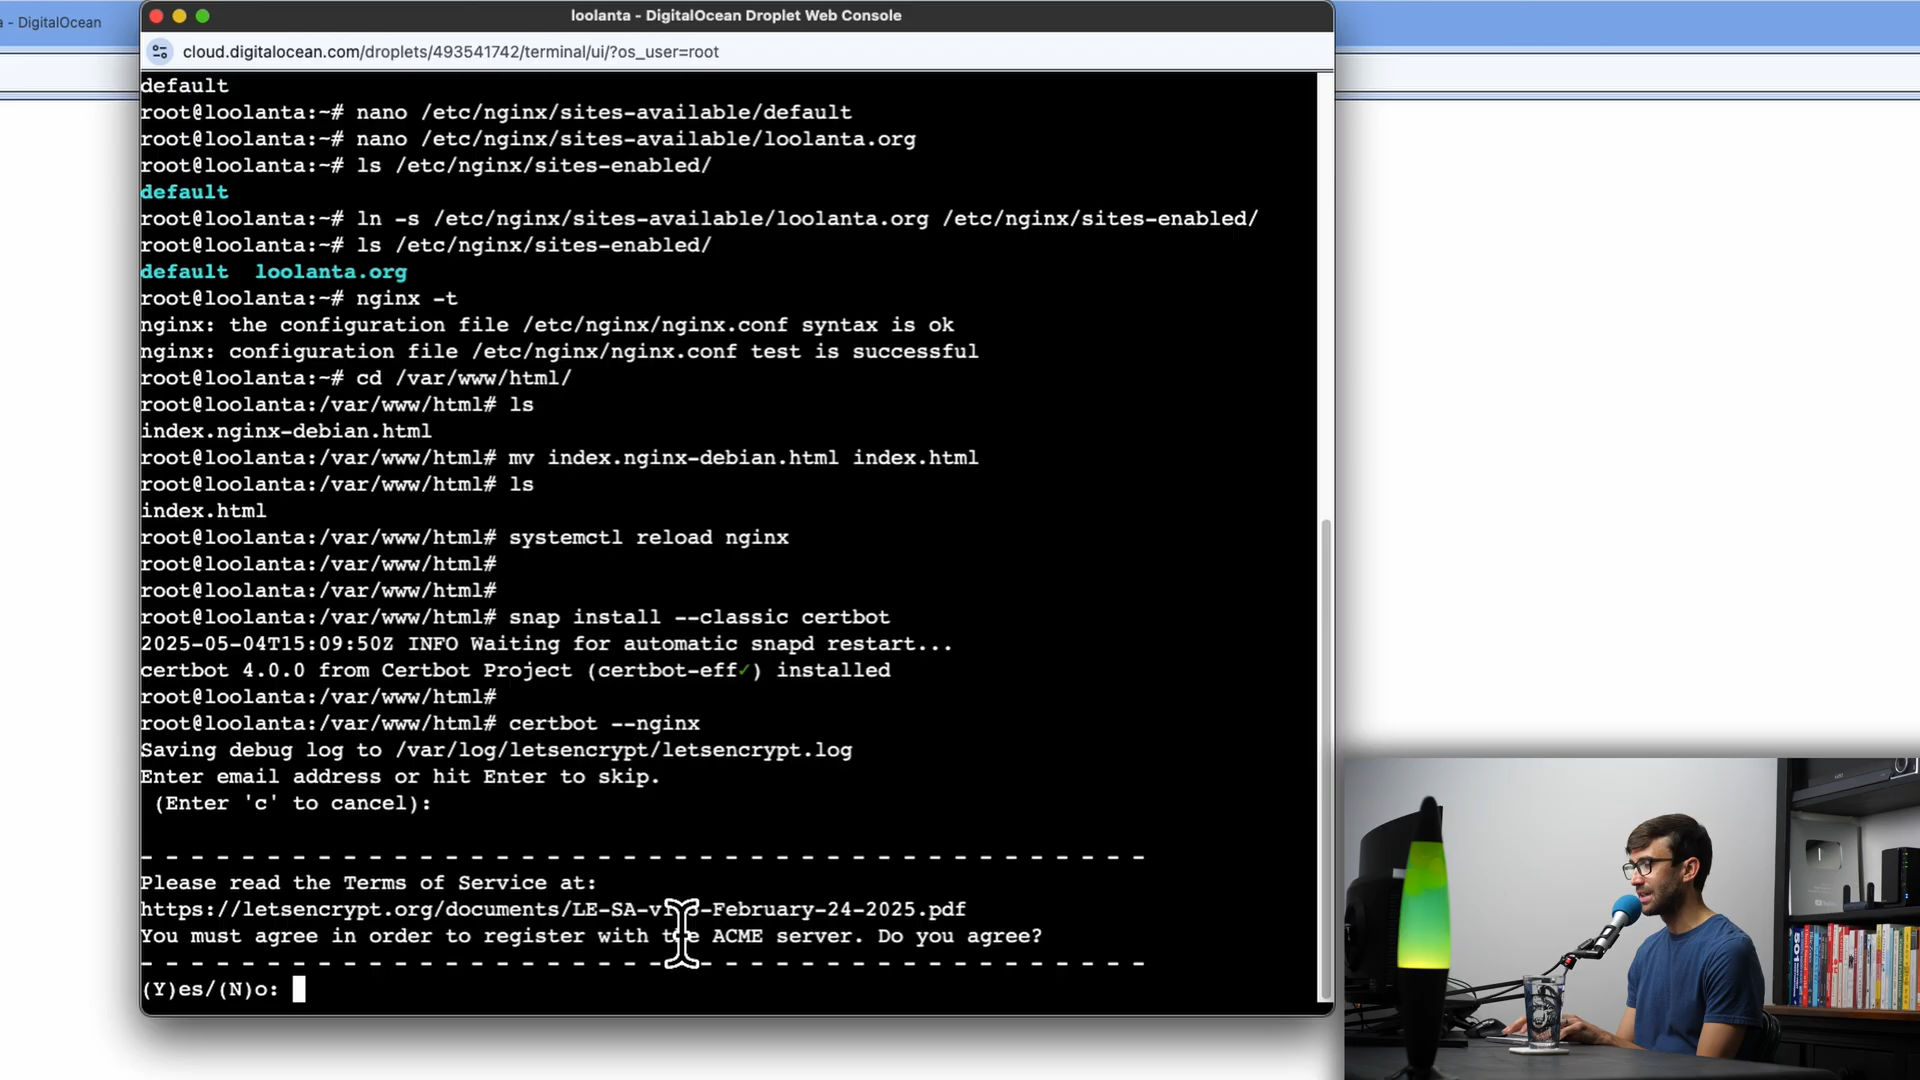 a - DigitalOcean
loolanta - DigitalOcean Droplet Web Console
cloud.digitalocean.com/droplets/493541742/terminal/ui/?os_user=root
default
root@loolanta:~# nano /etc/nginx/sites-available/default
root@loolanta:~# nano /etc/nginx/sites-available/loolanta.org
root@loolanta:~# ls /etc/nginx/sites-enabled/
default
root@loolanta:~# ln -s /etc/nginx/sites-available/loolanta.org /etc/nginx/sites-enabled/
root@loolanta:~# ls /etc/nginx/sites-enabled/
default  loolanta.org
root@loolanta:~# nginx -t
nginx: the configuration file /etc/nginx/nginx.conf syntax is ok
nginx: configuration file /etc/nginx/nginx.conf test is successful
root@loolanta:~# cd /var/www/html/
root@loolanta:/var/www/html# ls
index.nginx-debian.html
root@loolanta:/var/www/html# mv index.nginx-debian.html index.html
root@loolanta:/var/www/html# ls
index.html
root@loolanta:/var/www/html# systemctl reload nginx
root@loolanta:/var/www/html#
root@loolanta:/var/www/html#
root@loolanta:/var/www/html# snap install --classic certbot
2025-05-04T15:09:50Z INFO Waiting for automatic snapd restart...
certbot 4.0.0 from Certbot Project (certbot-eff✓) installed
root@loolanta:/var/www/html#
root@loolanta:/var/www/html# certbot --nginx
Saving debug log to /var/log/letsencrypt/letsencrypt.log
Enter email address or hit Enter to skip.
(Enter 'c' to cancel):
- - - - - - - - - - - - - - - - - - - - - - - - - - - - - - - - - - - - - - - -
Please read the Terms of Service at:
https://letsencrypt.org/documents/LE-SA-v -February-24-2025.pdf
You must agree in order to register with the ACME server. Do you agree?
- - - - - - - - - - - - - - - - - - - - - - - - - - - - - - - - - - - - - - - -
(Y)es/(N)o: